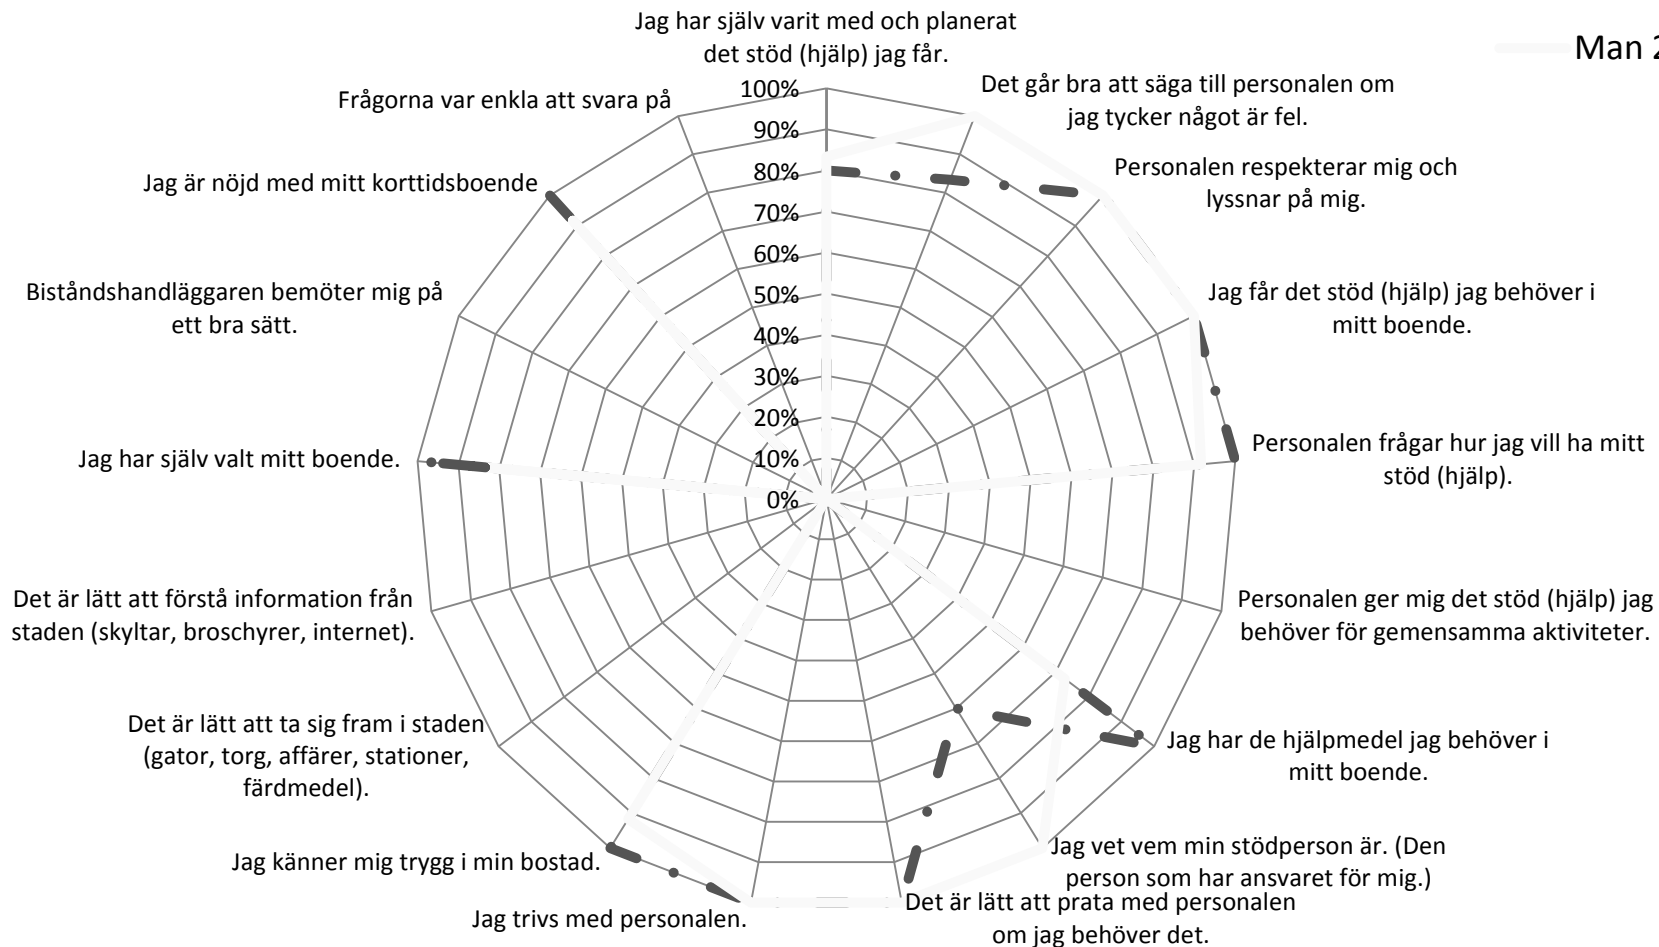 Jag har själv varit med och planerat
det stöd (hjälp) jag får.
Man 2
Det går bra att säga till personalen om
jag tycker något är fel.
Personalen respekterar mig och
lyssnar på mig.
Jag får det stöd (hjälp) jag behöver i
mitt boende.
Personalen frågar hur jag vill ha mitt
stöd (hjälp).
Personalen ger mig det stöd (hjälp) jag
behöver för gemensamma aktiviteter.
Jag har de hjälpmedel jag behöver i
mitt boende.
Jag vet vem min stödperson är. (Den
person som har ansvaret för mig.)
Det är lätt att prata med personalen
om jag behöver det.
Jag trivs med personalen.
Jag känner mig trygg i min bostad.
Det är lätt att ta sig fram i staden
(gator, torg, affärer, stationer,
färdmedel).
Det är lätt att förstå information från
staden (skyltar, broschyrer, internet).
Jag har själv valt mitt boende.
Biståndshandläggaren bemöter mig på
ett bra sätt.
Jag är nöjd med mitt korttidsboende
Frågorna var enkla att svara på
100%
90%
80%
70%
60%
50%
40%
30%
20%
10%
0%